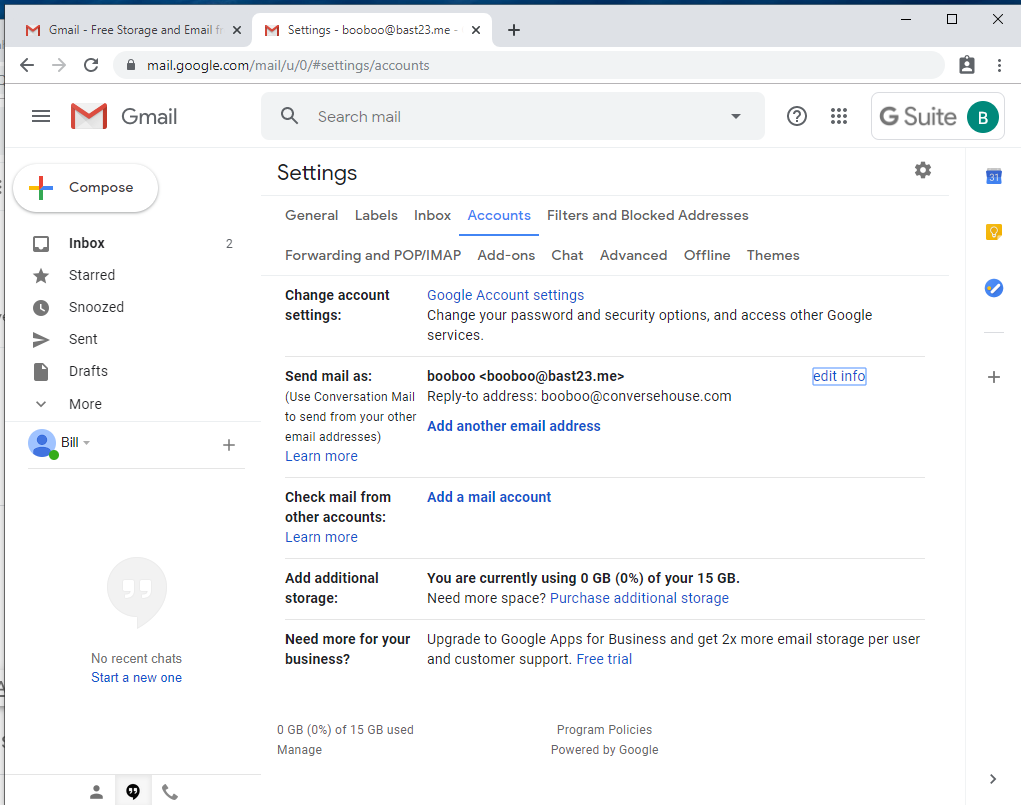 Gmail - Free Storage and Email f
Settings - booboo@bast23.me -
mail.google.com/mail/u/0/#settings/accounts
Gmail
Search mail
G Suite
B
Compose
Inbox 2
Starred
Snoozed
Sent
Drafts
More
Bill
No recent chats
Start a new one
Settings
General Labels Inbox Accounts Filters and Blocked Addresses
Forwarding and POP/IMAP Add-ons Chat Advanced Offline Themes
Change account
settings:
Google Account settings
Change your password and security options, and access other Google
services.
Send mail as:
(Use Conversation Mail
to send from your other
email addresses)
Learn more
booboo <booboo@bast23.me>
edit info
Reply-to address: booboo@conversehouse.com
Add another email address
Check mail from
other accounts:
Learn more
Add a mail account
Add additional
storage:
You are currently using 0 GB (0%) of your 15 GB.
Need more space? Purchase additional storage
Need more for your
business?
Upgrade to Google Apps for Business and get 2x more email storage per user
and customer support. Free trial
0 GB (0%) of 15 GB used
Manage
Program Policies
Powered by Google
31